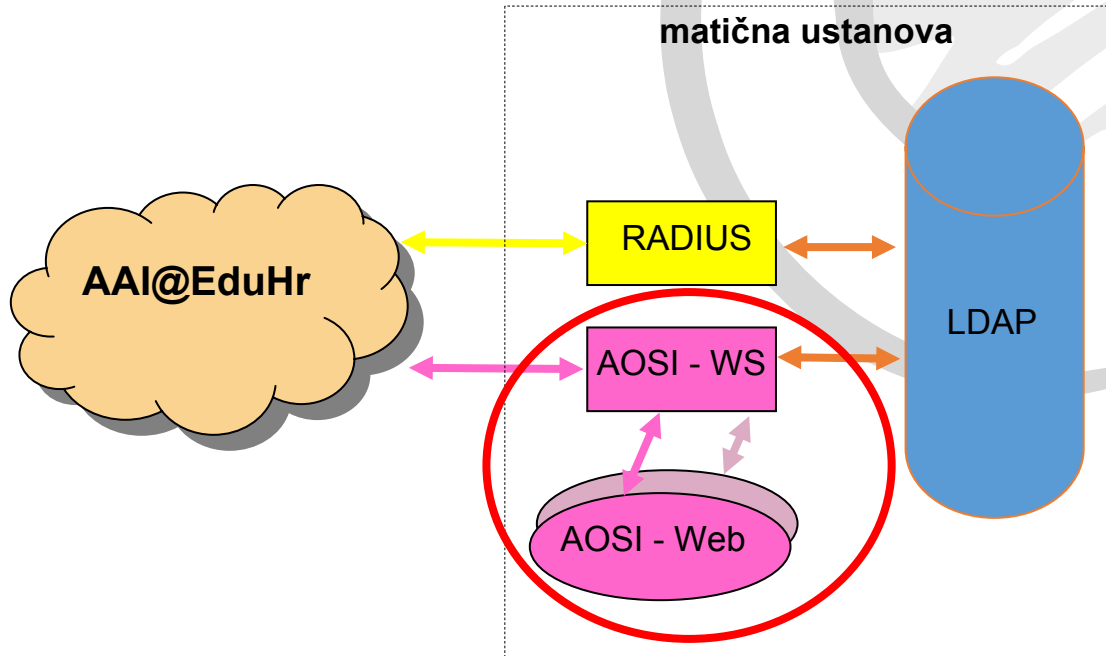 matična ustanova
RADIUS
AAI@EduHr
LDAP
AOSI - WS
AOSI - Web